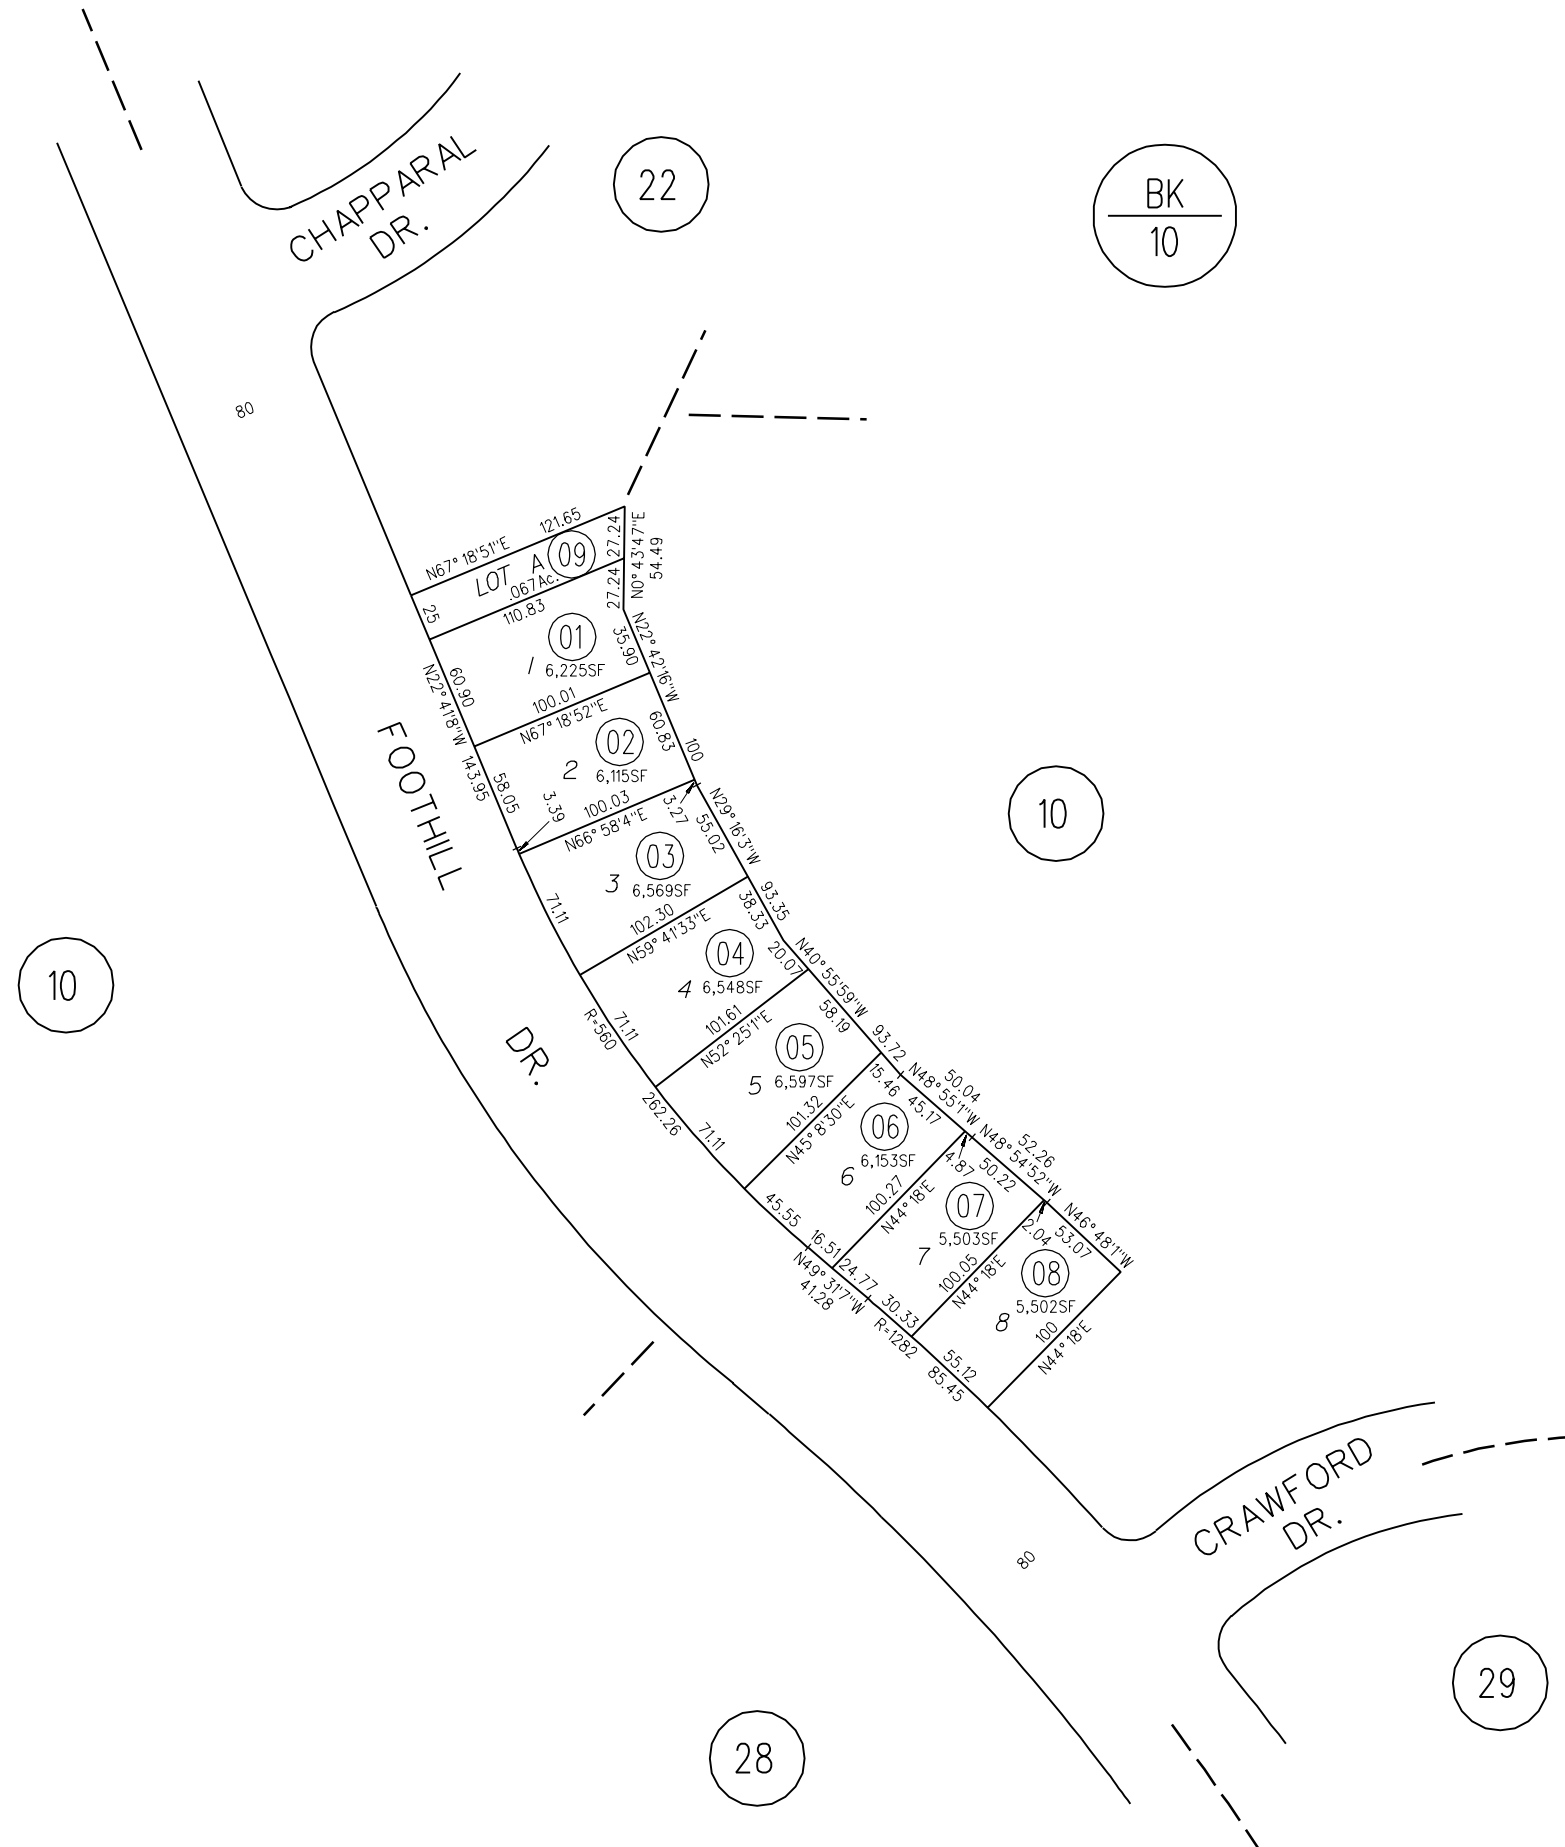 CHAPPARAL
DR.
22
BK
10
80
N67°18'51"E
121.65
LOT A
09
.067Ac.
25
110.83
27.24
27.24
N0°43'47"E
54.49
01
1
6,225SF
35.90
N22°42'16"W
60.90
N22°41'8"W
100.01
N67°18'52"E
FOOTHILL
DR.
02
2
6,115SF
60.83
100
143.95
58.05
3.39
100.03
N66°58'4"E
3.27
55.02
N29°16'3"W
03
3
6,569SF
10
71.11
102.30
N59°41'33"E
38.33
93.35
04
4
6,548SF
20.07
N40°55'59"W
10
R=560
71.11
101.61
N52°25'1"E
58.19
93.72
05
5
6,597SF
262.26
71.11
101.32
N45°8'30"E
15.46
45.17
N48°55'1"W
50.04
06
6
6,153SF
4.87
50.22
N48°54'52"W
52.26
45.55
16.51
100.27
N44°18'E
07
7
5,503SF
24.77
N49°31'7"W
41.28
30.33
R=1282
100.05
N44°18'E
2.04
53.07
N46°48'1"W
08
8
5,502SF
55.12
85.45
100
N44°18'E
CRAWFORD
DR.
80
29
28